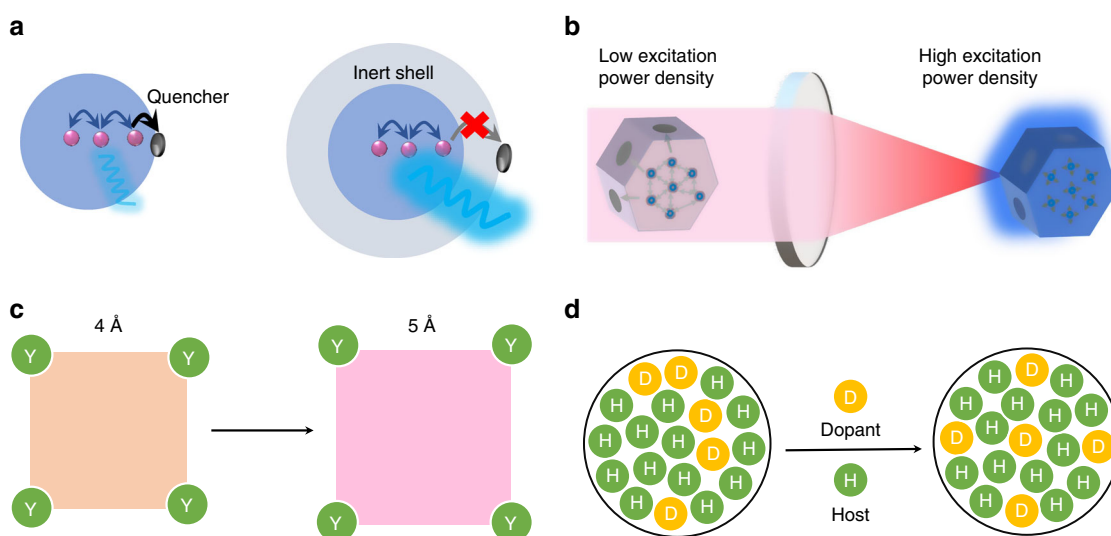 a
Quencher
Inert shell
b
Low excitation
power density
High excitation
power density
c
4 Å
5 Å
Y
Y
Y
Y
Y
Y
Y
Y
d
D
D
H
H
H
D
H
H
H
H
D
H
H
H
H
H
H
D
H
D
Dopant
H
Host
H
D
H
H
H
H
H
D
H
D
H
D
H
H
H
H
H
D
H